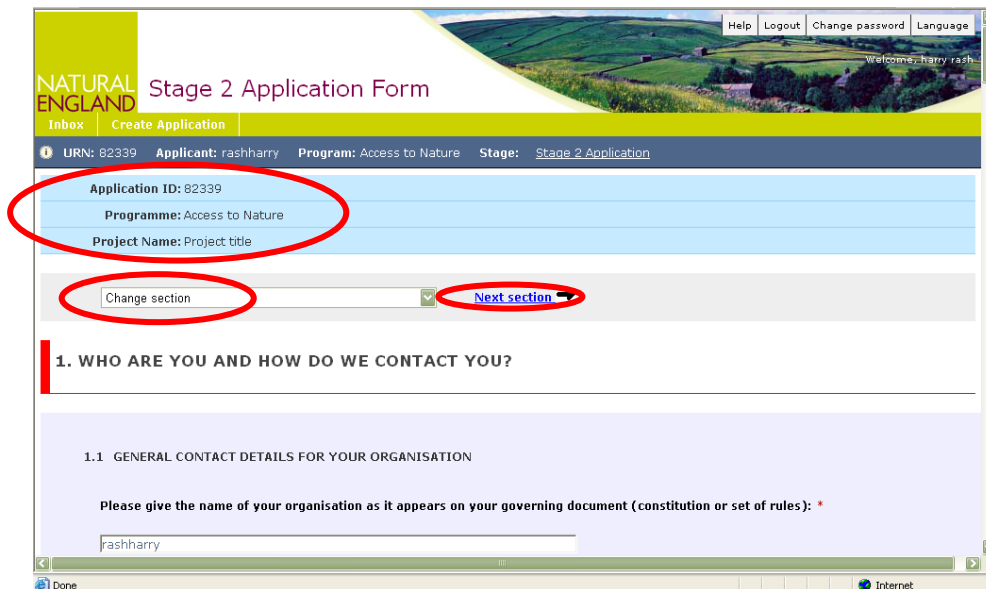 Help Logout Change password Language
Welcome, harry rash
NATURAL
ENGLAND
Stage 2 Application Form
Inbox Create Application
URN: 82339 Applicant: rashharry Program: Access to Nature Stage: Stage 2 Application
Application ID: 82339
Programme: Access to Nature
Project Name: Project title
Change section Next section
1. WHO ARE YOU AND HOW DO WE CONTACT YOU?
1.1 GENERAL CONTACT DETAILS FOR YOUR ORGANISATION
Please give the name of your organisation as it appears on your governing document (constitution or set of rules): *
rashharry
Done Internet